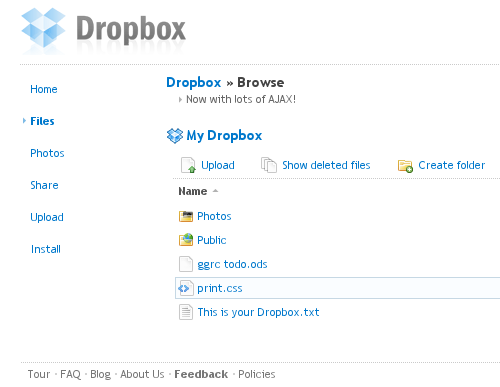 Dropbox
Home
Files
Photos
Share
Upload
Install
Dropbox » Browse
Now with lots of AJAX!
My Dropbox
Upload Show deleted files Create folder
Name
Photos
Public
ggrc todo.ods
print.css
This is your Dropbox.txt
Tour · FAQ · Blog · About Us · Feedback · Policies